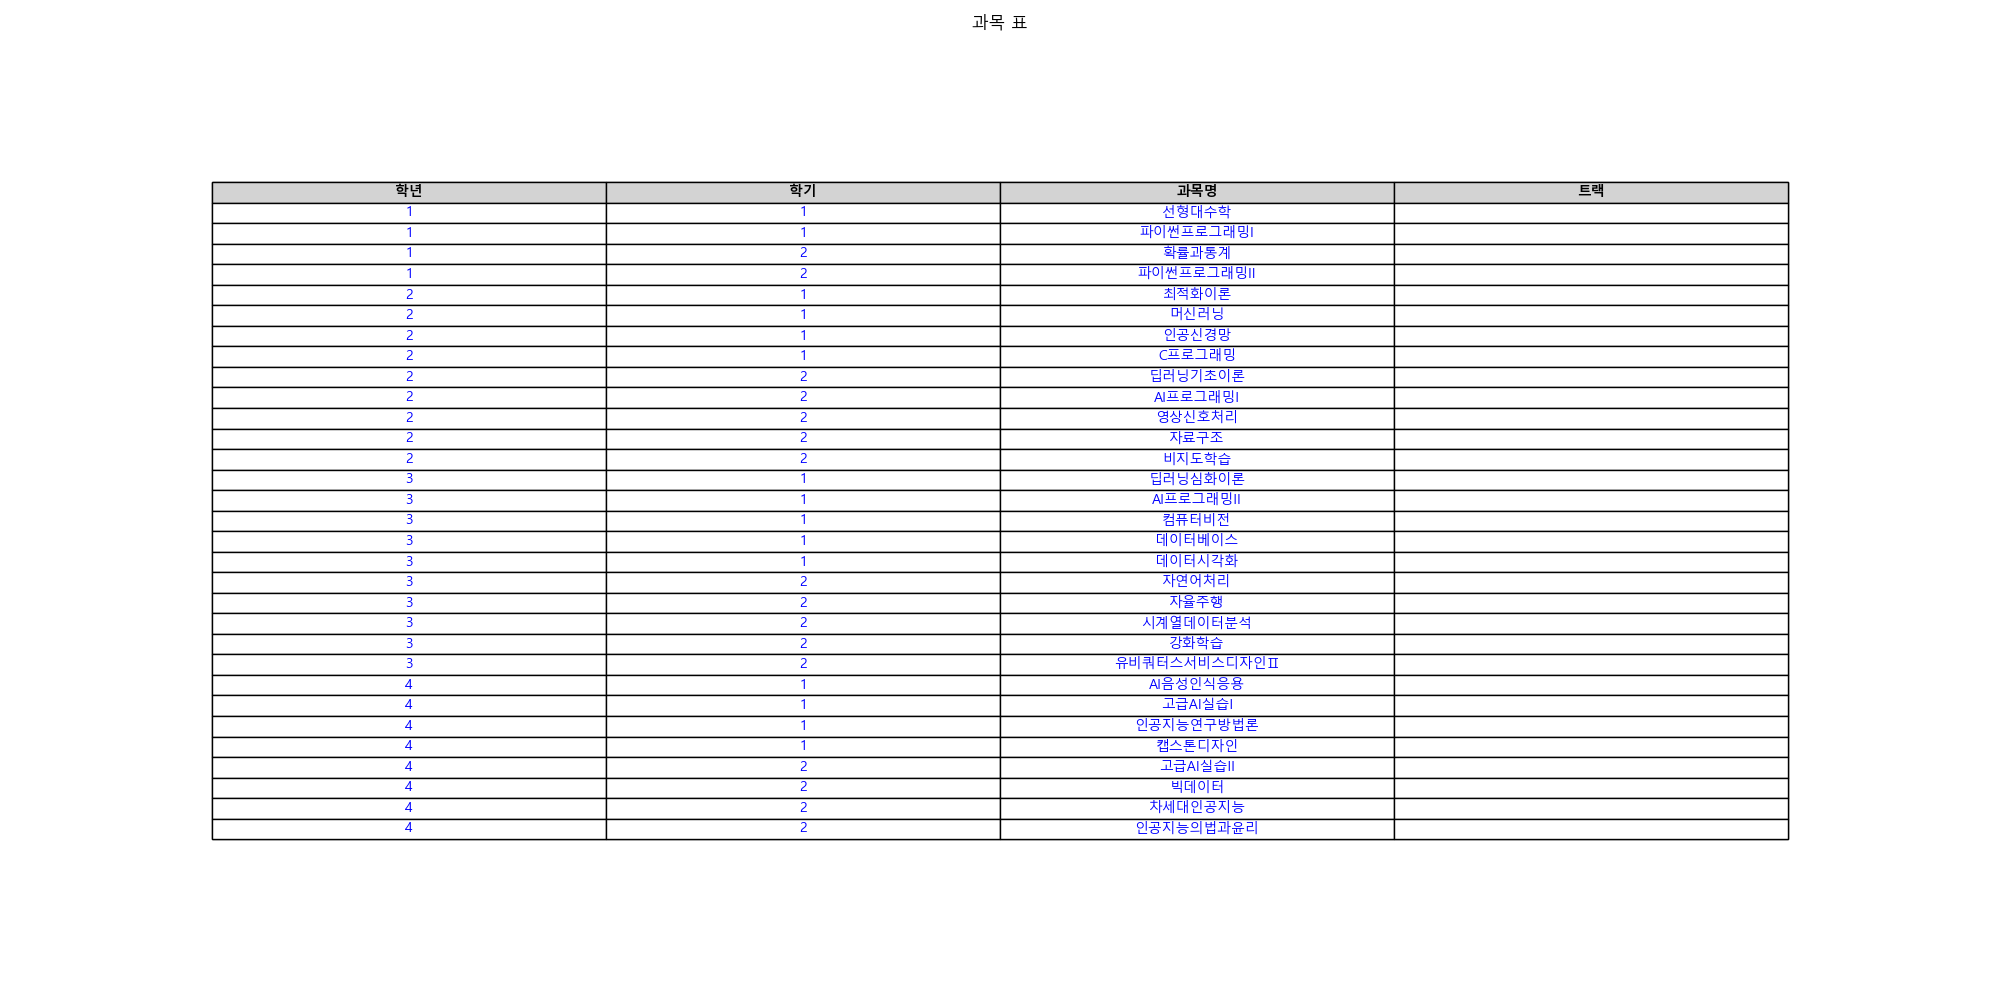 과목 표
학년 학기 과목명 트랙
1 1 선형대수학
1 1 파이썬프로그래밍I
1 2 확률과통계
1 2 파이썬프로그래밍II
2 1 최적화이론
2 1 머신러닝
2 1 인공신경망
2 1 C프로그래밍
2 2 딥러닝기초이론
2 2 AI프로그래밍I
2 2 영상신호처리
2 2 자료구조
2 2 비지도학습
3 1 딥러닝심화이론
3 1 AI프로그래밍II
3 1 컴퓨터비전
3 1 데이터베이스
3 1 데이터시각화
3 2 자연어처리
3 2 자율주행
3 2 시계열데이터분석
3 2 강화학습
3 2 유비쿼터스서비스디자인Ⅱ
4 1 AI음성인식응용
4 1 고급AI실습I
4 1 인공지능연구방법론
4 1 캡스톤디자인
4 2 고급AI실습II
4 2 빅데이터
4 2 차세대인공지능
4 2 인공지능의법과윤리